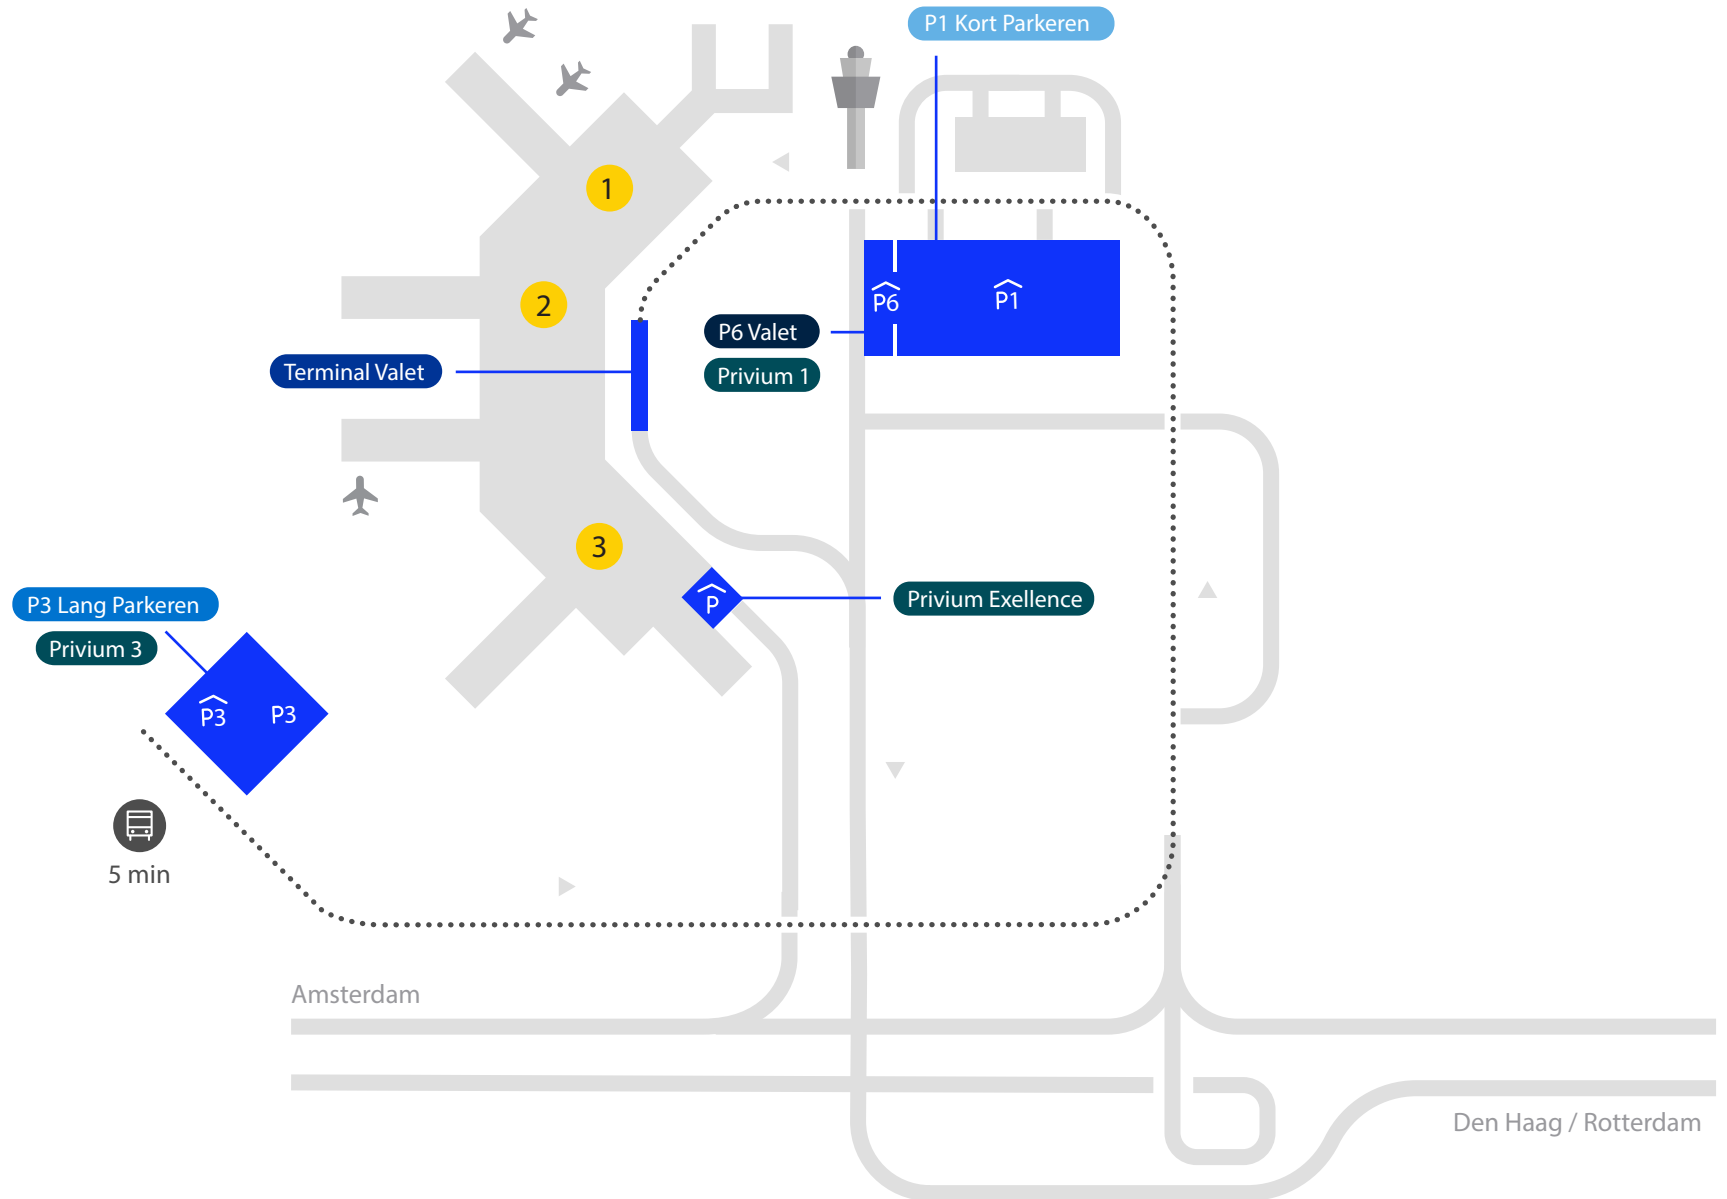 P1 Kort Parkeren
1
2
P6
P1
P6 Valet
Terminal Valet
Privium 1
3
P3 Lang Parkeren
P
Privium Exellence
Privium 3
P3
P3
5 min
Amsterdam
Den Haag / Rotterdam